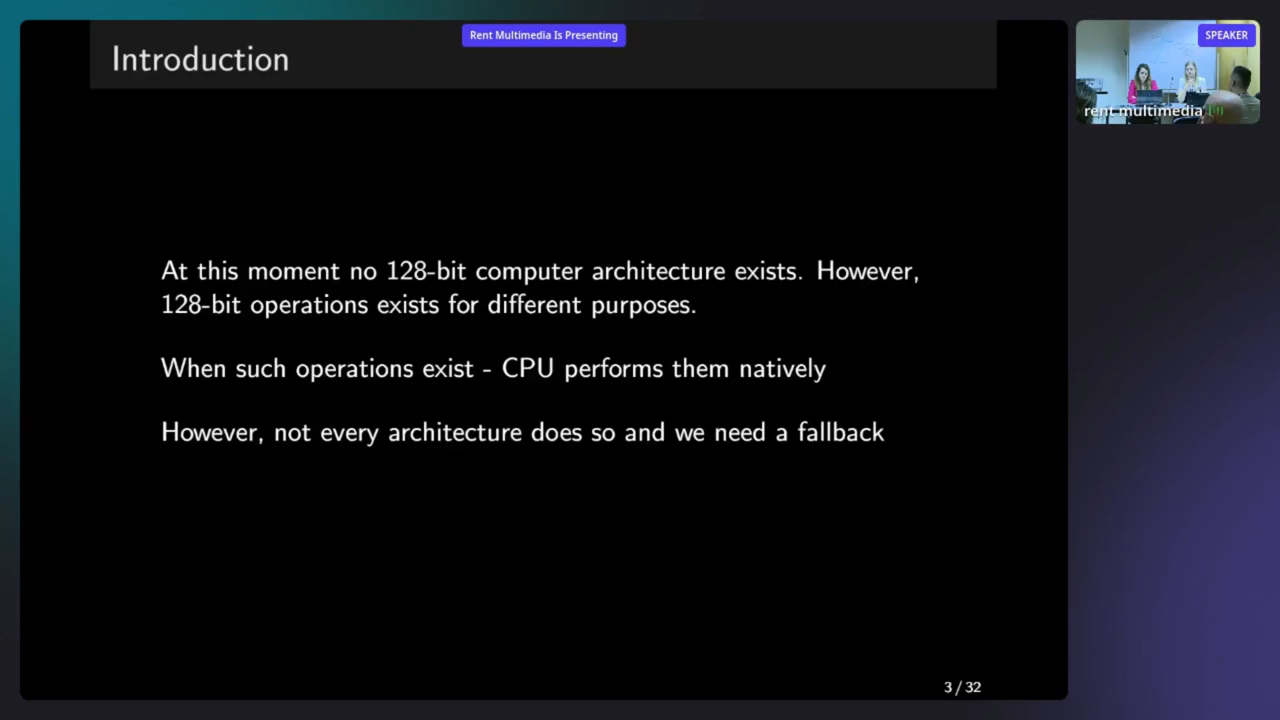 Rent Multimedia Is Presenting
Introduction
SPEAKER
rent multimedia
At this moment no 128-bit computer architecture exists. However,
128-bit operations exists for different purposes.
When such operations exist - CPU performs them natively
However, not every architecture does so and we need a fallback
3 / 32